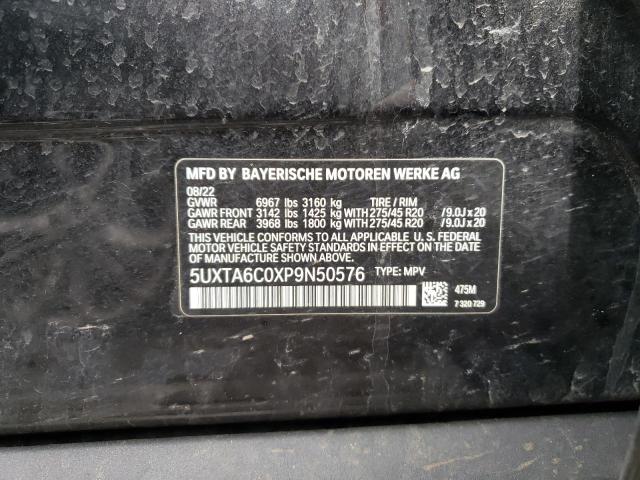 MFD BY BAYERISCHE MOTOREN WERKE AG
08/22
GVWR 6967 lbs 3160 kg TIRE / RIM
GAWR FRONT 3142 lbs 1425 kg WITH 275/45 R20 /9.0J x 20
GAWR REAR 3968 lbs 1800 kg WITH 275/45 R20 /9.0J x 20
THIS VEHICLE CONFORMS TO ALL APPLICABLE U. S. FEDERAL
MOTOR VEHICLE SAFETY STANDARDS IN EFFECT ON THE
DATE OF MANUFACTURE SHOWN ABOVE.
5UXTA6C0XP9N50576 TYPE: MPV
475M
7 320 729